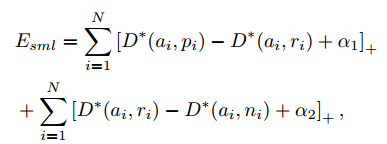 E_{sml} = \sum_{i=1}^{N} [D^*(a_i, p_i) - D^*(a_i, r_i) + \alpha_1]_+
+ \sum_{i=1}^{N} [D^*(a_i, r_i) - D^*(a_i, n_i) + \alpha_2]_+ ,